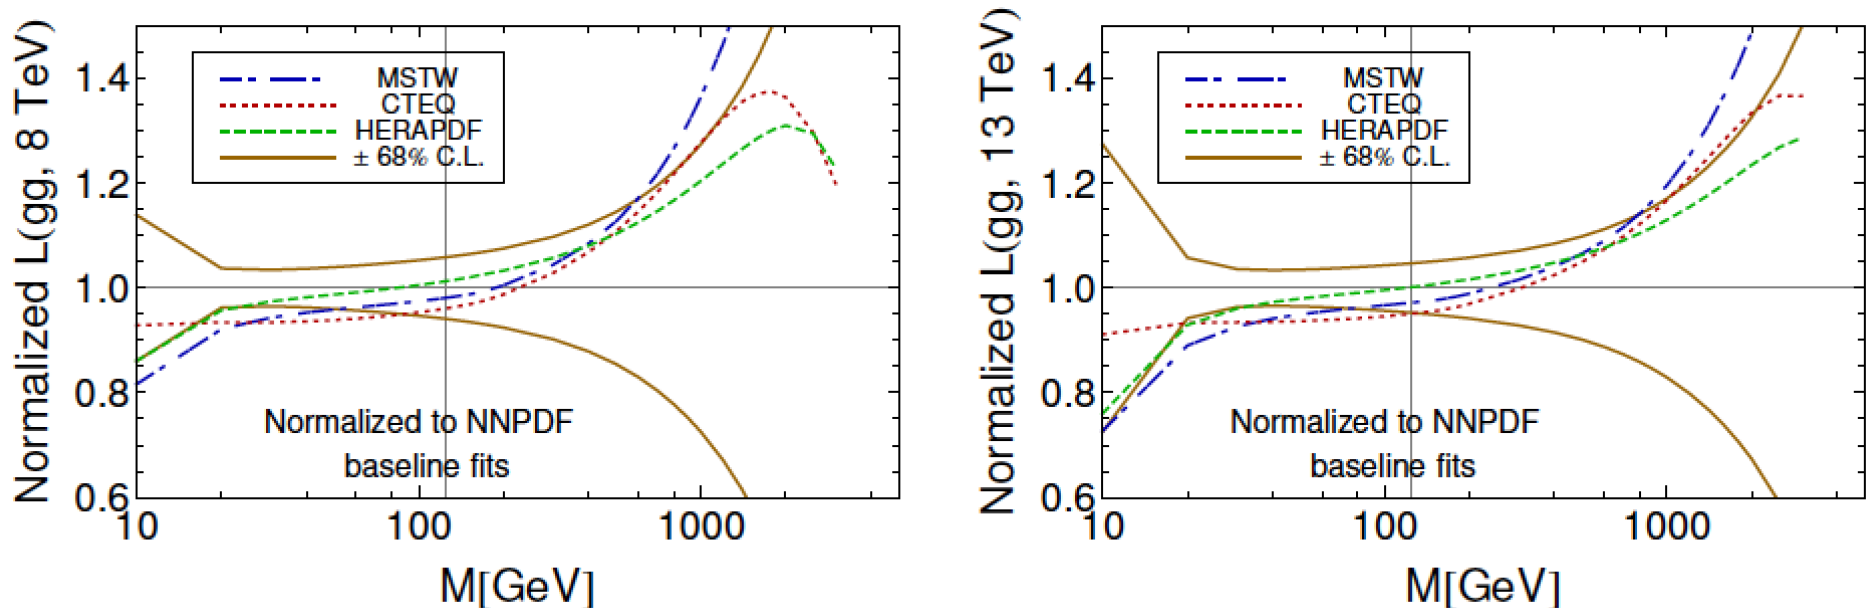 Normalized L(gg, 8 TeV)
1.4
1.2
1.0
0.8
0.6
MSTW
CTEQ
HERAPDF
± 68% C.L.
Normalized to NNPDF
baseline fits
10
100
1000
M[GeV]
Normalized L(gg, 13 TeV)
1.4
1.2
1.0
0.8
0.6
MSTW
CTEQ
HERAPDF
± 68% C.L.
Normalized to NNPDF
baseline fits
10
100
1000
M[GeV]